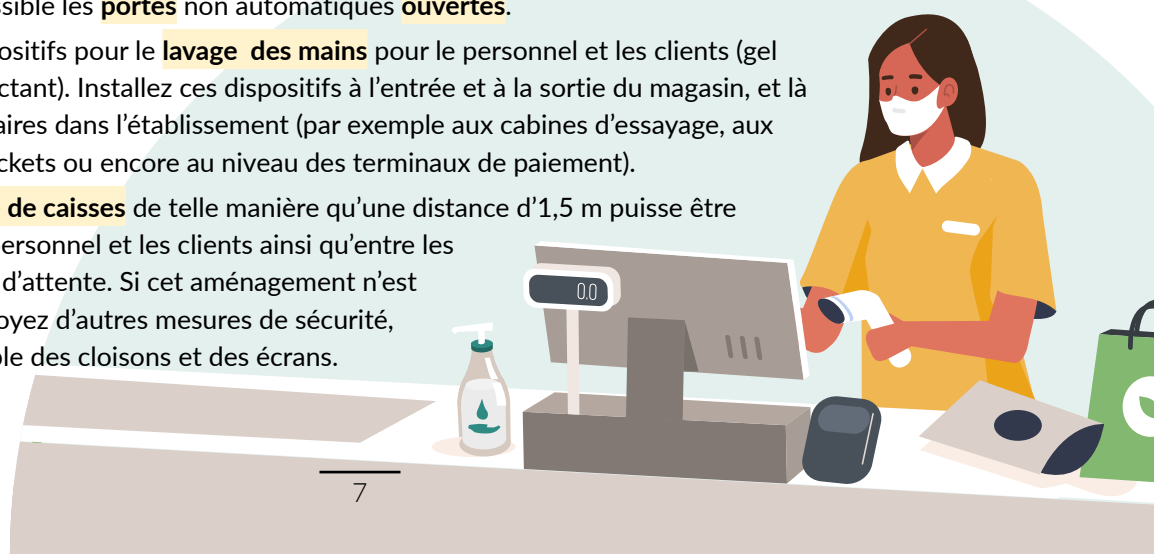 ssible les portes non automatiques ouvertes.
ositifs pour le lavage des mains pour le personnel et les clients (gel
ctant). Installez ces dispositifs à l’entrée et à la sortie du magasin, et là
aires dans l’établissement (par exemple aux cabines d’essayage, aux
ckets ou encore au niveau des terminaux de paiement).
de caisses de telle manière qu’une distance d’1,5 m puisse être
ersonnel et les clients ainsi qu’entre les
d’attente. Si cet aménagement n’est
oyez d’autres mesures de sécurité,
ole des cloisons et des écrans.
0.0
7